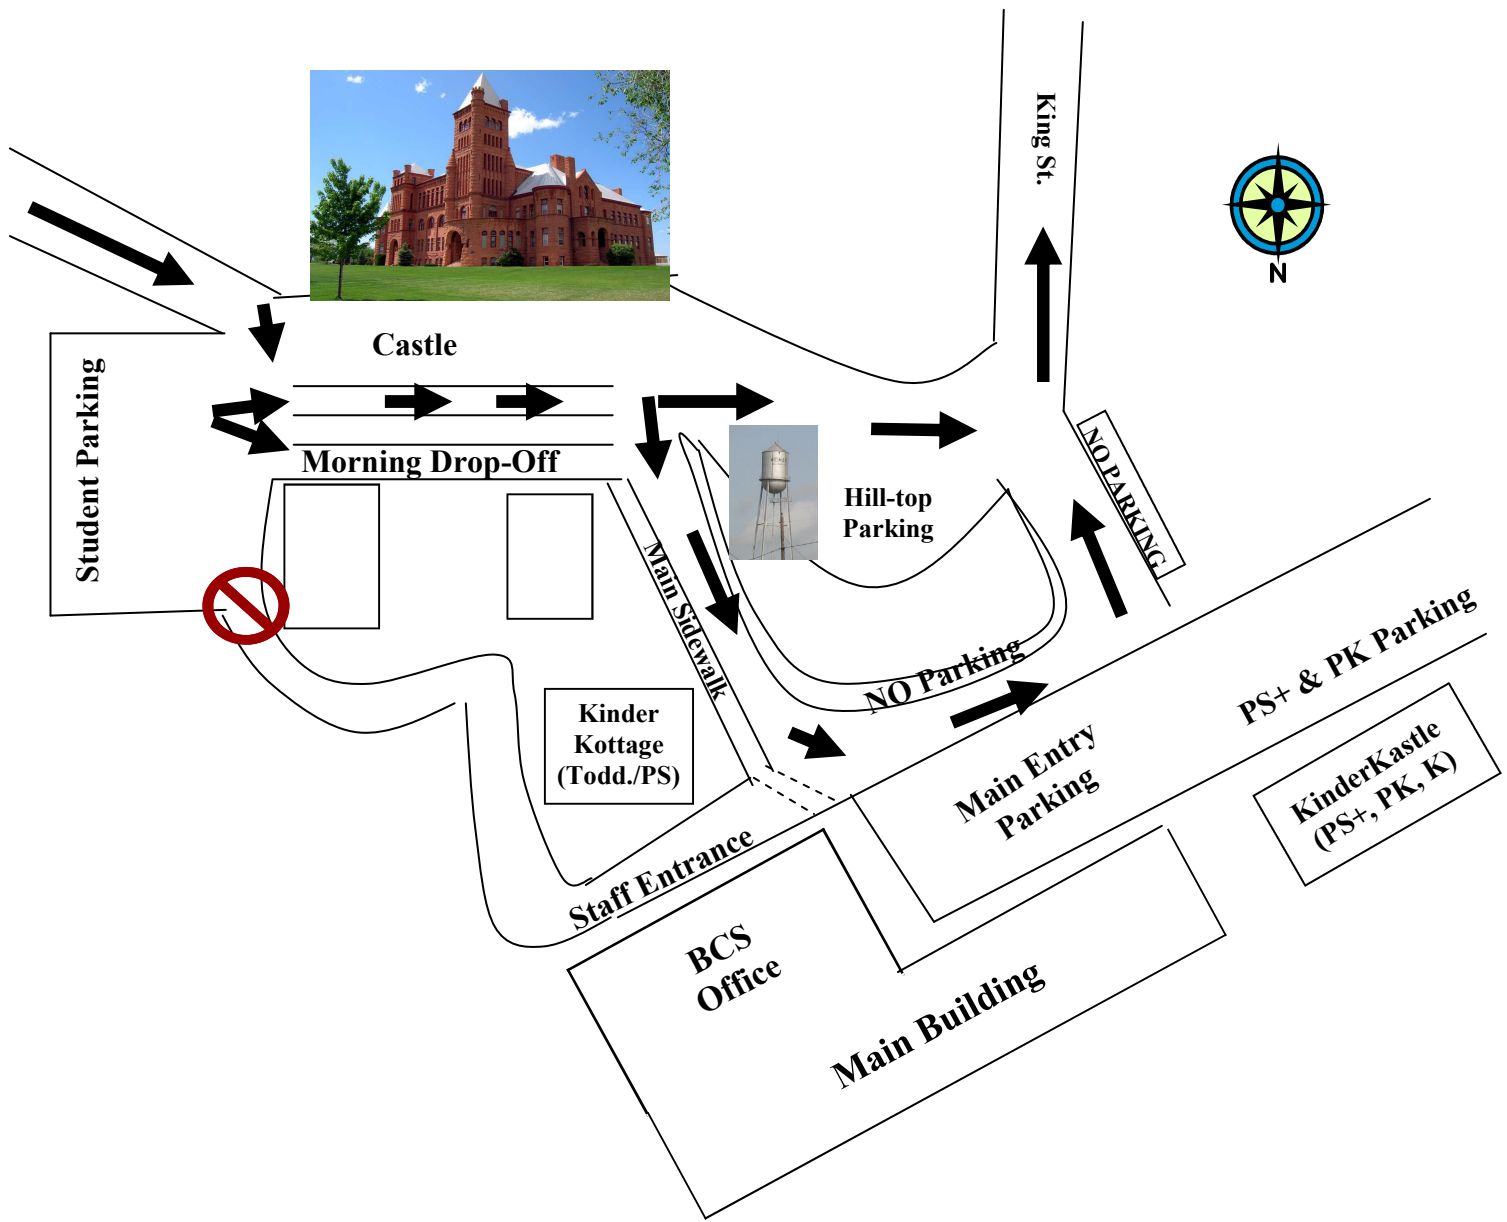 King St.
N
Castle
Student Parking
Morning Drop-Off
NO PARKING
Hill-top
Parking
Main Sidewalk
NO Parking
PS+ & PK Parking
Kinder
Kottage
(Todd./PS)
Main Entry
Parking
KinderKastle
(PS+, PK, K)
Staff Entrance
BCS
Office
Main Building